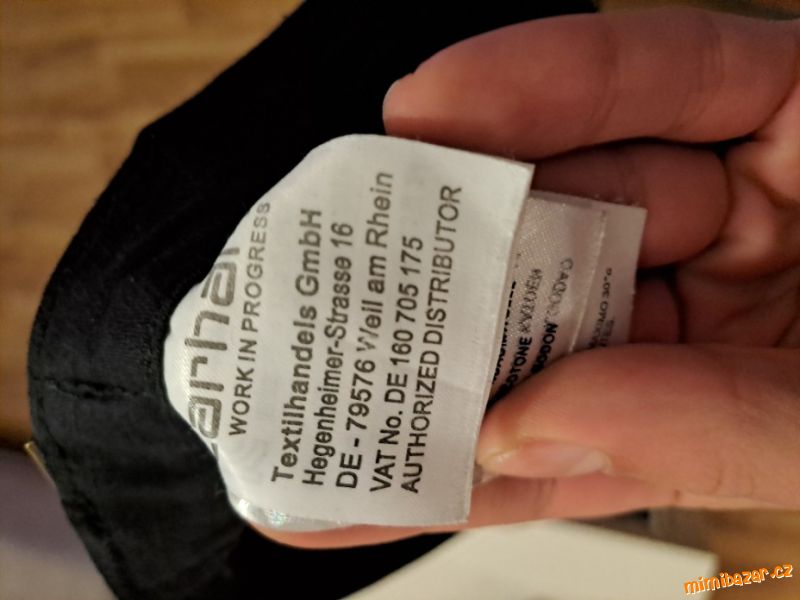 arhar
WORK IN PROGRESS
Textilhandels GmbH
Hegenheimer-Strasse 16
DE - 79576 Weil am Rhein
VAT No. DE 160 705 175
AUTHORIZED DISTRIBUTOR
mimibazar.cz